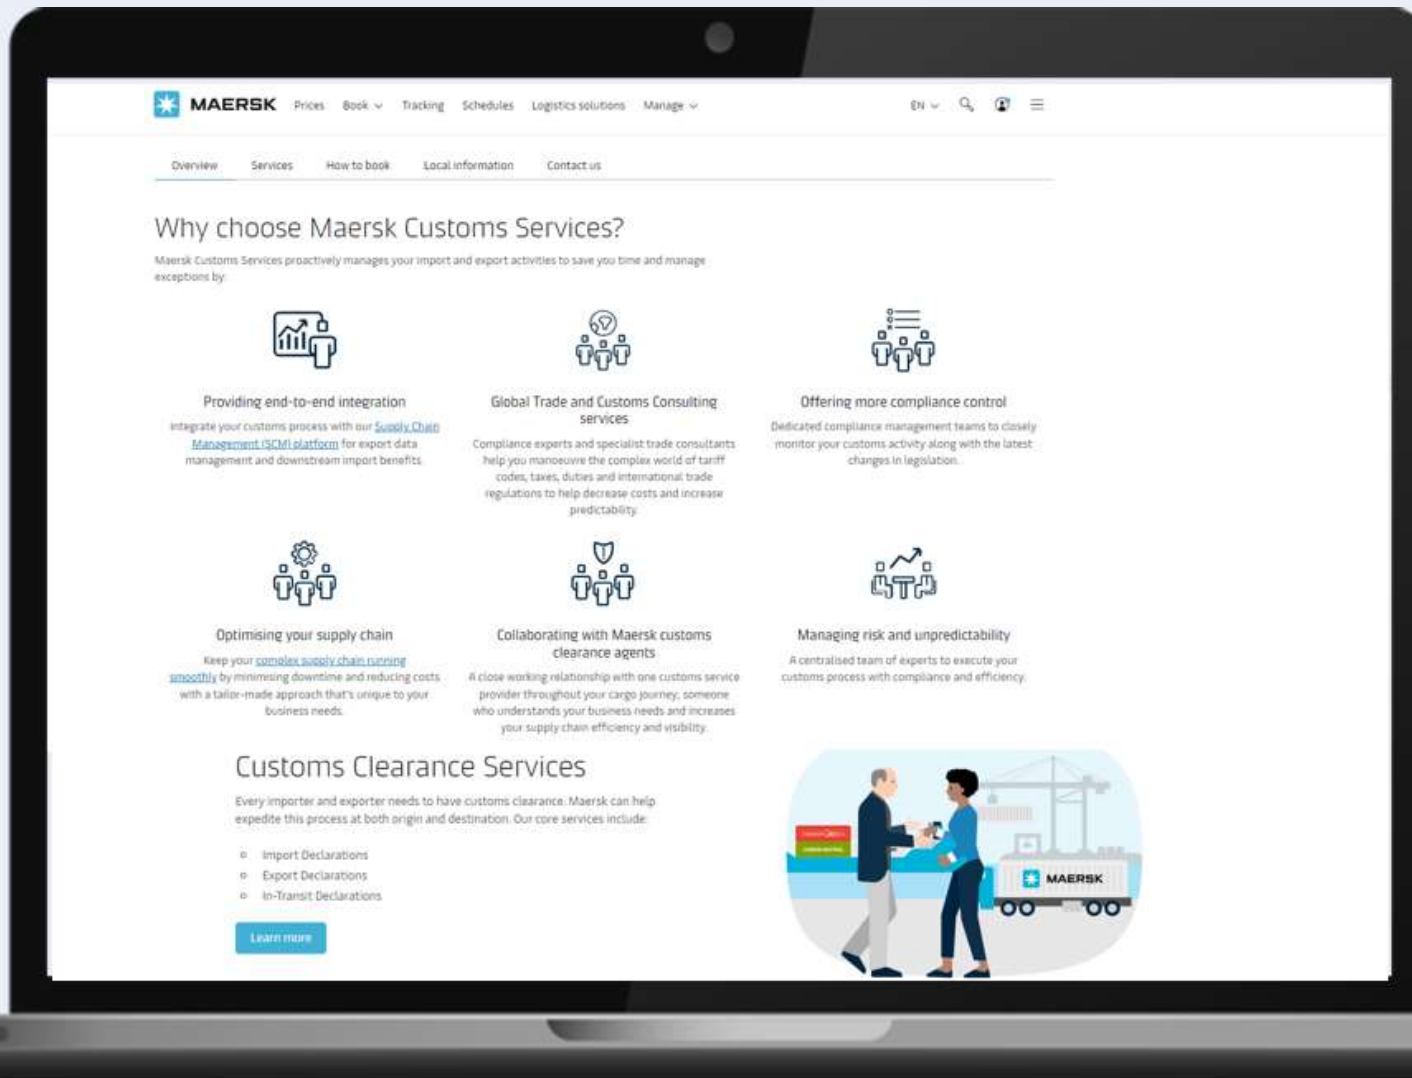 MAERSK Prices Book Tracking Schedules Logistics solutions Manage EN
Overview Services How to book Local information Contact us
Why choose Maersk Customs Services?
Maersk Customs Services proactively manages your import and export activities to save you time and manage
exceptions by:
Providing end-to-end integration
Integrate your customs process with our Supply Chain
Management (SCM) platform for export data
management and downstream import benefits
Global Trade and Customs Consulting
services
Compliance experts and specialist trade consultants
help you manoeuvre the complex world of tariff
codes, taxes, duties and international trade
regulations to help decrease costs and increase
predictability.
Offering more compliance control
Dedicated compliance management teams to closely
monitor your customs activity along with the latest
changes in legislation.
Optimising your supply chain
Keep your complex supply chain running
smoothly by minimising downtime and reducing costs
with a tailor-made approach that's unique to your
business needs.
Collaborating with Maersk customs
clearance agents
A close working relationship with one customs service
provider throughout your cargo journey; someone
who understands your business needs and increases
your supply chain efficiency and visibility.
Managing risk and unpredictability
A centralised team of experts to execute your
customs process with compliance and efficiency.
Customs Clearance Services
Every importer and exporter needs to have customs clearance. Maersk can help
expedite this process at both origin and destination. Our core services include:
Import Declarations
Export Declarations
In-Transit Declarations
Learn more
MAERSK